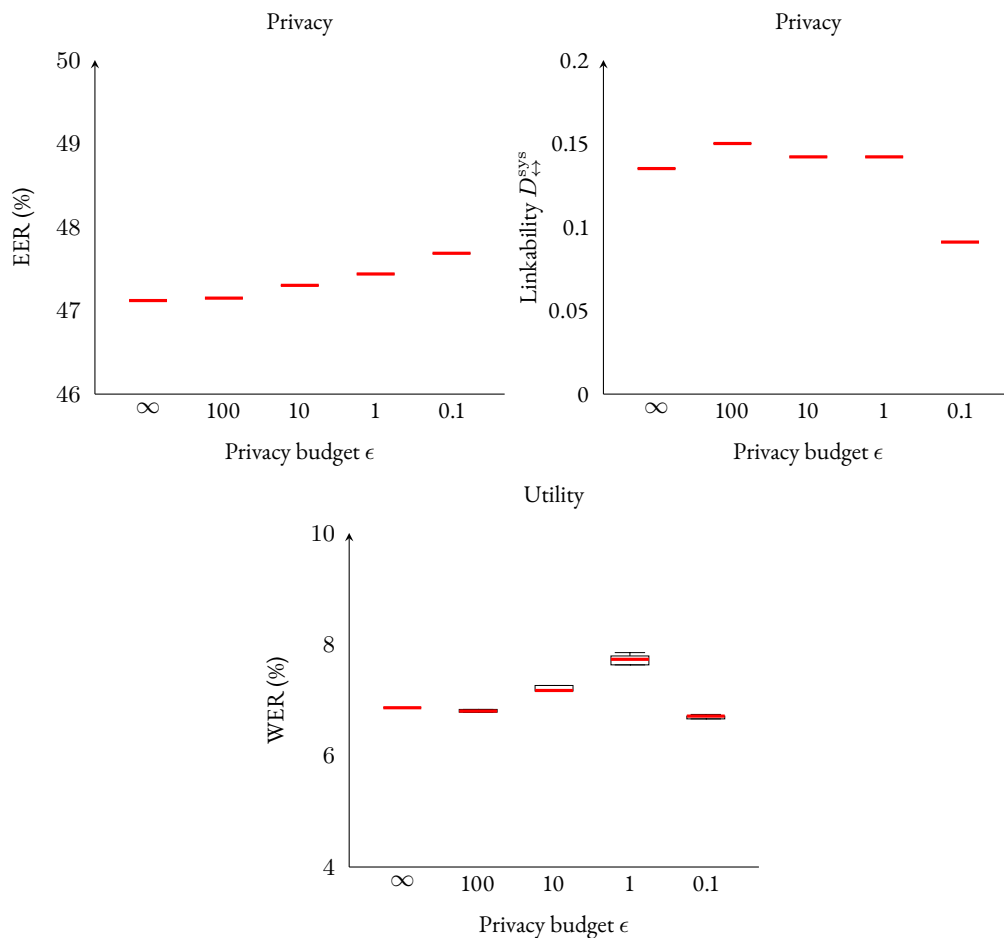 Privacy
50
49
48
47
46
EER (%)
∞ 100 10 1 0.1
Privacy budget ϵ
Privacy
0.2
0.15
0.1
0.05
0
Linkability D↔sys
∞ 100 10 1 0.1
Privacy budget ϵ
Utility
10
8
6
4
WER (%)
∞ 100 10 1 0.1
Privacy budget ϵ